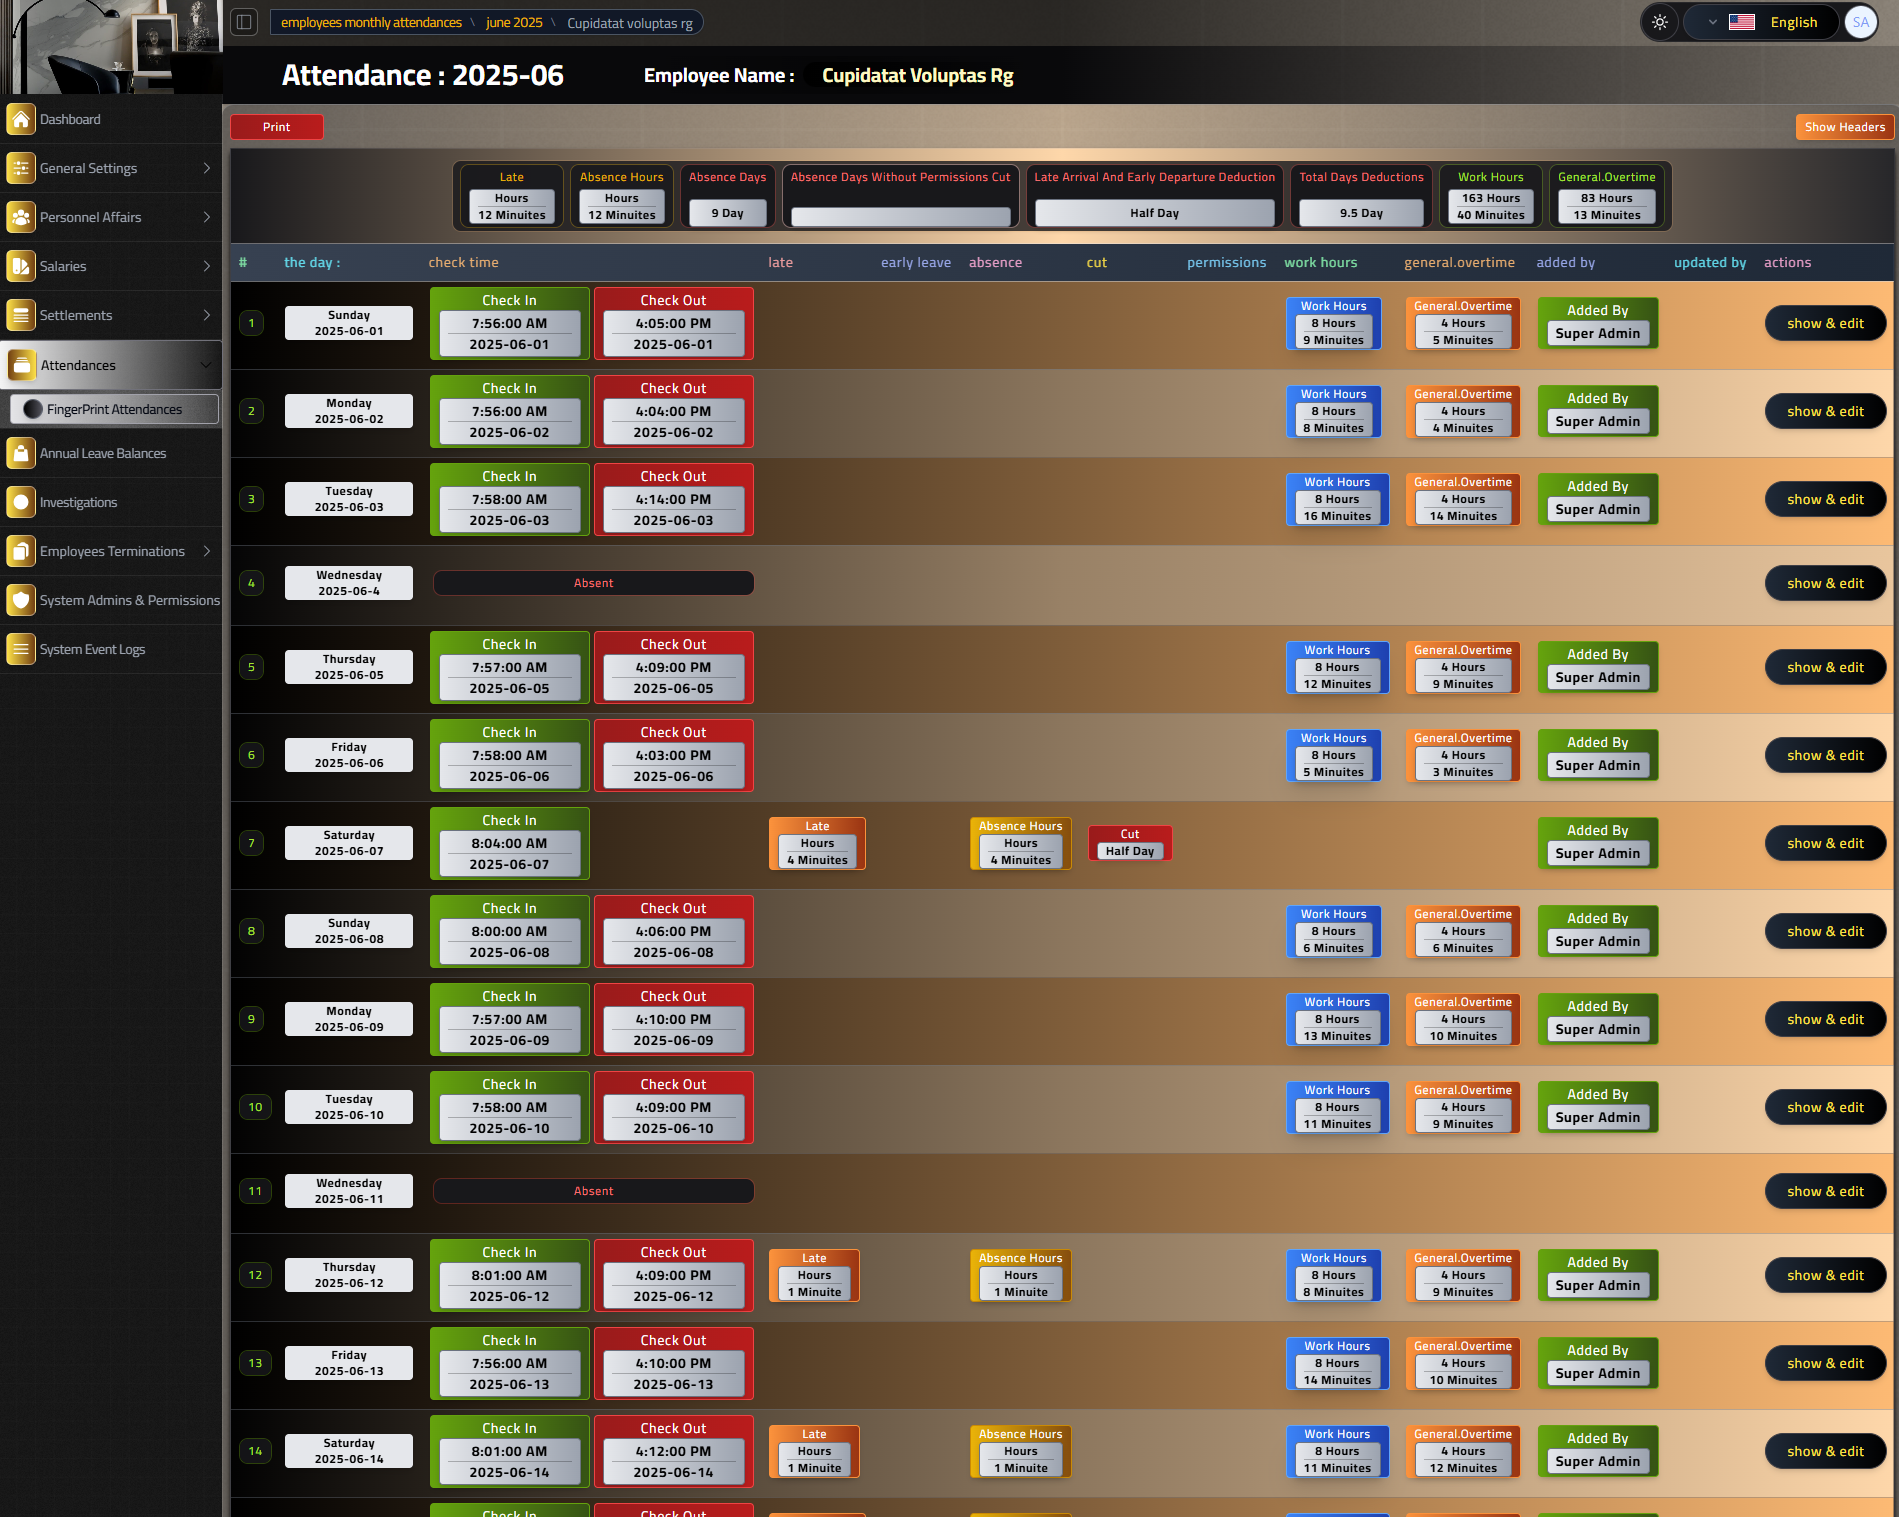 employees monthly attendances \ june 2025 \ Cupidatat voluptas rg
English
SA
Attendance : 2025-06
Employee Name :
Cupidatat Voluptas Rg
Dashboard
General Settings
Personnel Affairs
Salaries
Settlements
Attendances
FingerPrint Attendances
Annual Leave Balances
Investigations
Employees Terminations
System Admins & Permissions
System Event Logs
Print
Show Headers
Late
Hours
12 Minuites
Absence Hours
Hours
12 Minuites
Absence Days
9 Day
Absence Days Without Permissions Cut
Late Arrival And Early Departure Deduction
Half Day
Total Days Deductions
9.5 Day
Work Hours
163 Hours
40 Minuites
General.Overtime
83 Hours
13 Minuites
# the day : check time late early leave absence cut permissions work hours general.overtime added by updated by actions
1
Sunday
2025-06-01
Check In
7:56:00 AM
2025-06-01
Check Out
4:05:00 PM
2025-06-01
Work Hours
8 Hours
9 Minuites
General.Overtime
4 Hours
5 Minuites
Added By
Super Admin
show & edit
2
Monday
2025-06-02
Check In
7:56:00 AM
2025-06-02
Check Out
4:04:00 PM
2025-06-02
Work Hours
8 Hours
8 Minuites
General.Overtime
4 Hours
4 Minuites
Added By
Super Admin
show & edit
3
Tuesday
2025-06-03
Check In
7:58:00 AM
2025-06-03
Check Out
4:14:00 PM
2025-06-03
Work Hours
8 Hours
16 Minuites
General.Overtime
4 Hours
14 Minuites
Added By
Super Admin
show & edit
4
Wednesday
2025-06-4
Absent
show & edit
5
Thursday
2025-06-05
Check In
7:57:00 AM
2025-06-05
Check Out
4:09:00 PM
2025-06-05
Work Hours
8 Hours
12 Minuites
General.Overtime
4 Hours
9 Minuites
Added By
Super Admin
show & edit
6
Friday
2025-06-06
Check In
7:58:00 AM
2025-06-06
Check Out
4:03:00 PM
2025-06-06
Work Hours
8 Hours
5 Minuites
General.Overtime
4 Hours
3 Minuites
Added By
Super Admin
show & edit
7
Saturday
2025-06-07
Check In
8:04:00 AM
2025-06-07
Late
Hours
4 Minuites
Absence Hours
Hours
4 Minuites
Cut
Half Day
Added By
Super Admin
show & edit
8
Sunday
2025-06-08
Check In
8:00:00 AM
2025-06-08
Check Out
4:06:00 PM
2025-06-08
Work Hours
8 Hours
6 Minuites
General.Overtime
4 Hours
6 Minuites
Added By
Super Admin
show & edit
9
Monday
2025-06-09
Check In
7:57:00 AM
2025-06-09
Check Out
4:10:00 PM
2025-06-09
Work Hours
8 Hours
13 Minuites
General.Overtime
4 Hours
10 Minuites
Added By
Super Admin
show & edit
10
Tuesday
2025-06-10
Check In
7:58:00 AM
2025-06-10
Check Out
4:09:00 PM
2025-06-10
Work Hours
8 Hours
11 Minuites
General.Overtime
4 Hours
9 Minuites
Added By
Super Admin
show & edit
11
Wednesday
2025-06-11
Absent
show & edit
12
Thursday
2025-06-12
Check In
8:01:00 AM
2025-06-12
Check Out
4:09:00 PM
2025-06-12
Late
Hours
1 Minuite
Absence Hours
Hours
1 Minuite
Work Hours
8 Hours
8 Minuites
General.Overtime
4 Hours
9 Minuites
Added By
Super Admin
show & edit
13
Friday
2025-06-13
Check In
7:56:00 AM
2025-06-13
Check Out
4:10:00 PM
2025-06-13
Work Hours
8 Hours
14 Minuites
General.Overtime
4 Hours
10 Minuites
Added By
Super Admin
show & edit
14
Saturday
2025-06-14
Check In
8:01:00 AM
2025-06-14
Check Out
4:12:00 PM
2025-06-14
Late
Hours
1 Minuite
Absence Hours
Hours
1 Minuite
Work Hours
8 Hours
11 Minuites
General.Overtime
4 Hours
12 Minuites
Added By
Super Admin
show & edit
Check In
Check Out